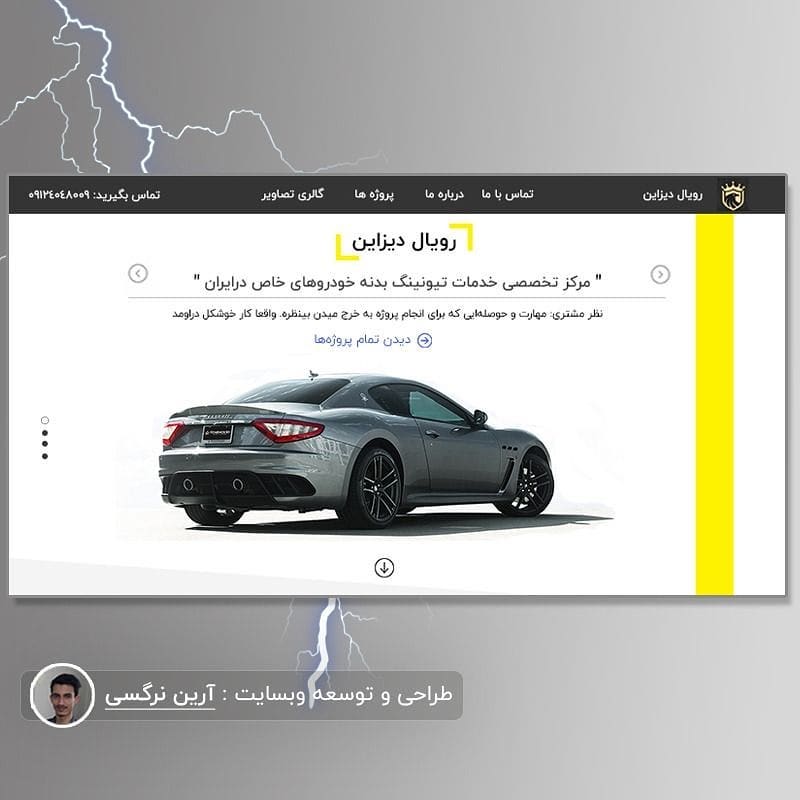 رویال دیزاین
تماس با ما
درباره ما
پروژه ها
گالری تصاویر
تماس بگیرید: ۰۹۱۲٤۰٤۸۰۰۹
رویال دیزاین
" مرکز تخصصی خدمات تیونینگ بدنه خودروهای خاص درایران "
نظر مشتری: مهارت و حوصله‌ایی که برای انجام پروژه به خرج میدن بینظره. واقعا کار خوشگل دراومد
دیدن تمام پروژه‌ها
طراحی و توسعه وبسایت : آرین نرگسی